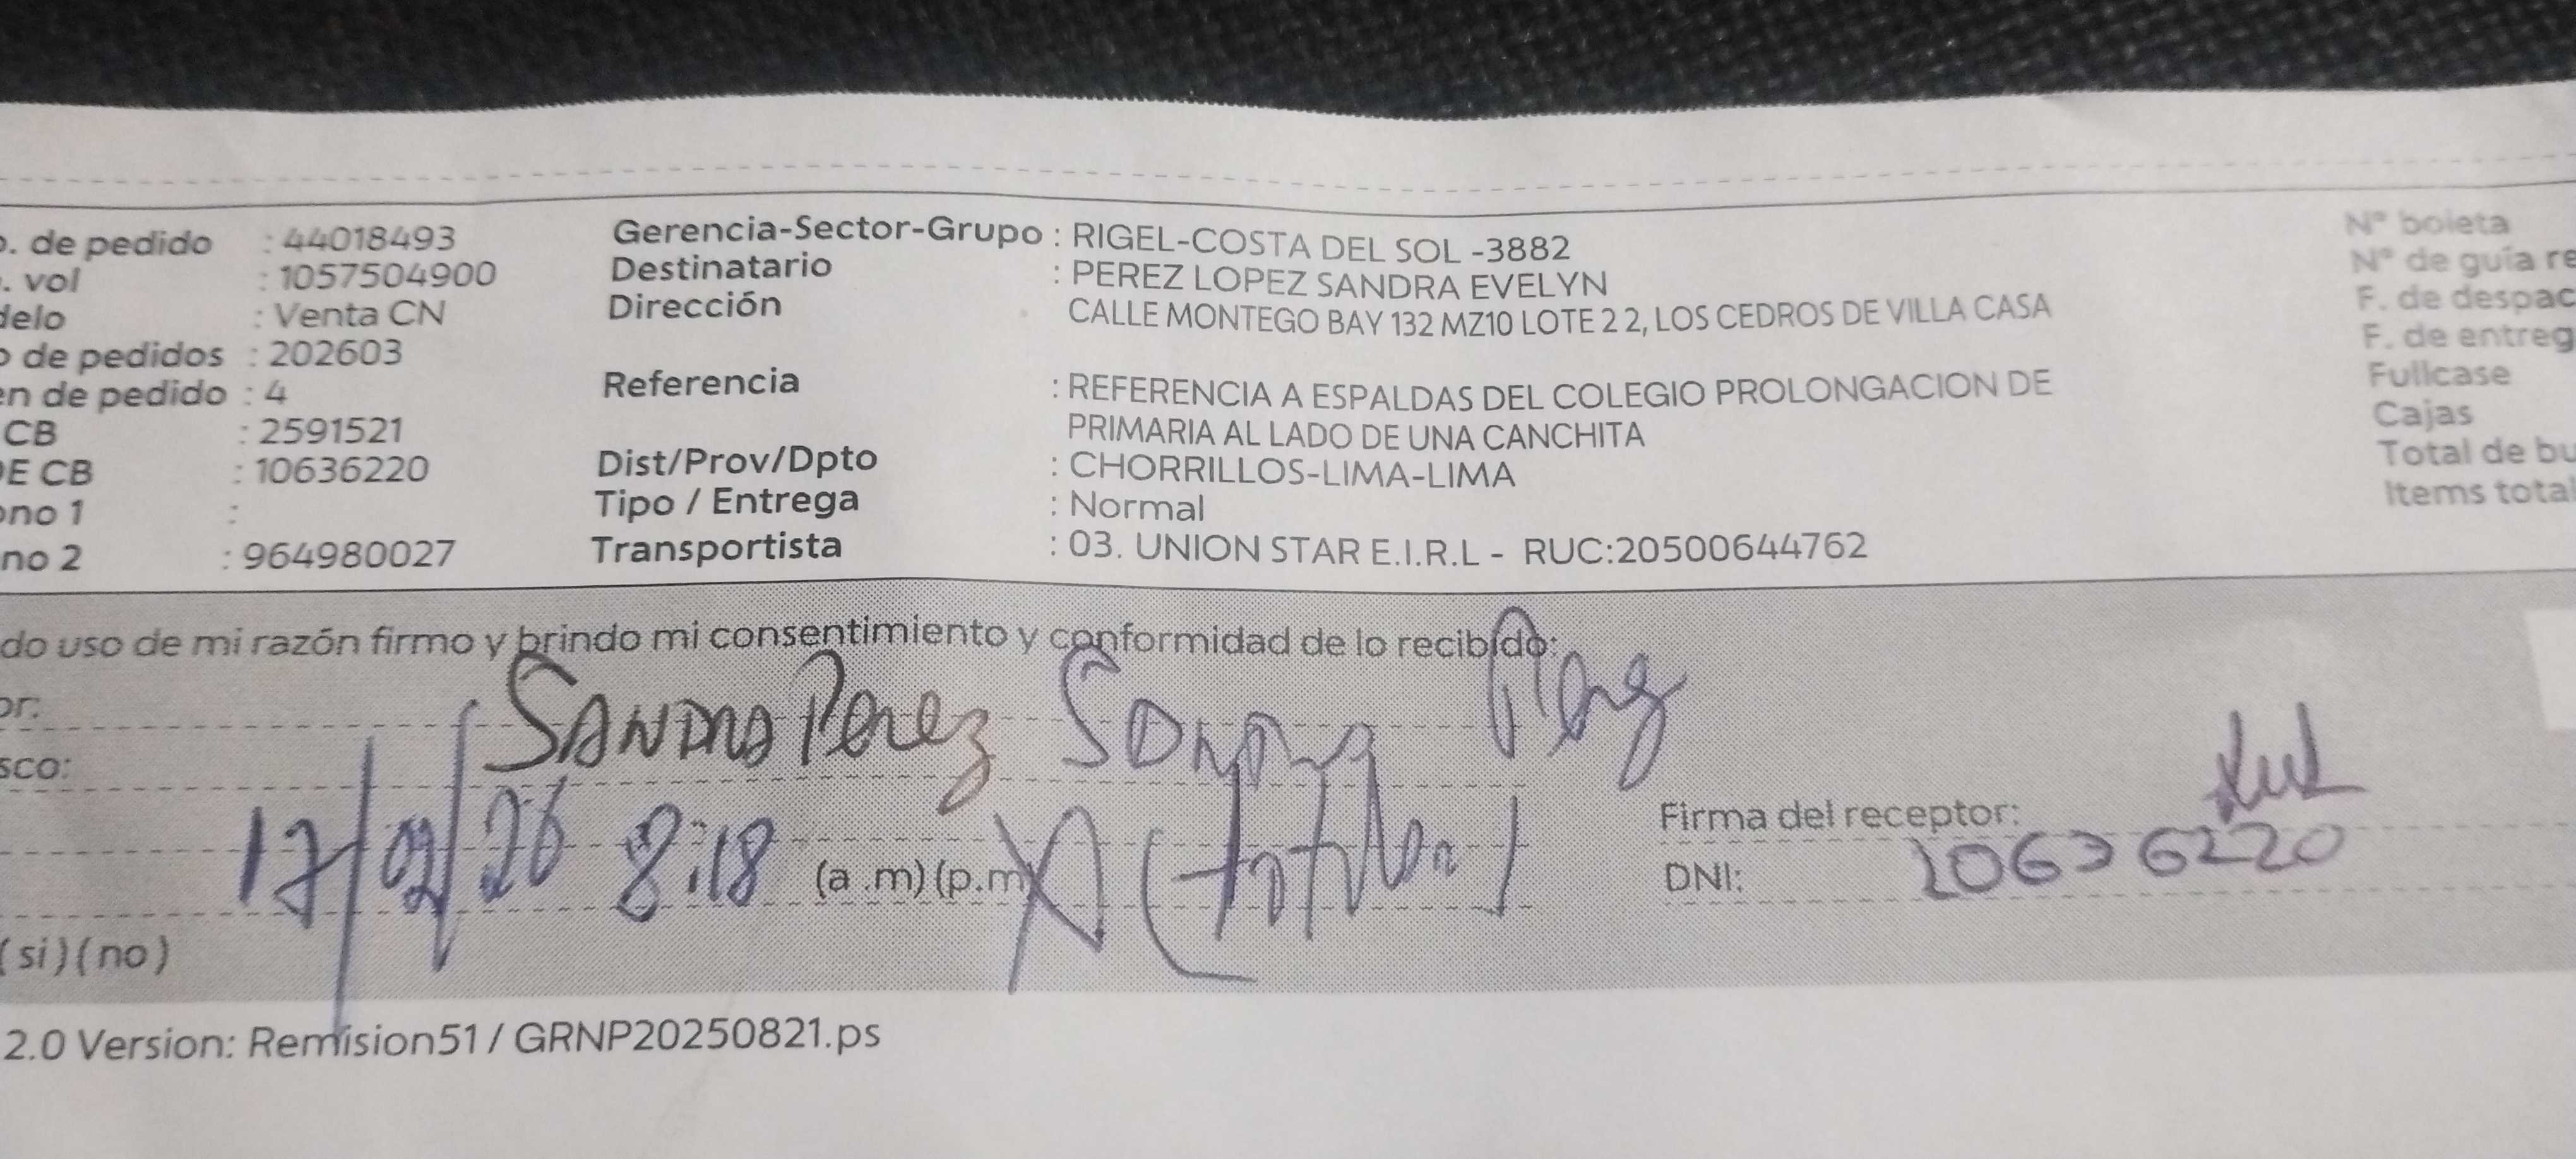 o. de pedido : 44018493 Gerencia-Sector-Grupo : RIGEL-COSTA DEL SOL -3882 N° boleta
. vol : 1057504900 Destinatario : PEREZ LOPEZ SANDRA EVELYN N° de guía re
delo : Venta CN Dirección CALLE MONTEGO BAY 132 MZ10 LOTE 2 2, LOS CEDROS DE VILLA CASA F. de despac
o de pedidos : 202603 F. de entreg
en de pedido : 4 Referencia : REFERENCIA A ESPALDAS DEL COLEGIO PROLONGACION DE Fullcase
CB : 2591521 PRIMARIA AL LADO DE UNA CANCHITA Cajas
DE CB : 10636220 Dist/Prov/Dpto : CHORRILLOS-LIMA-LIMA Total de bu
ono 1 : Tipo / Entrega : Normal Items total
no 2 : 964980027 Transportista : 03. UNION STAR E.I.R.L - RUC:20500644762
do uso de mi razón firmo y brindo mi consentimiento y conformidad de lo recibido:
or: SANDRA Perez
sco:
17/02/26 8:18 (a .m) (p.m Firma del receptor:
DNI: 10636220
(si) (no)
2.0 Version: Remision51 / GRNP20250821.ps